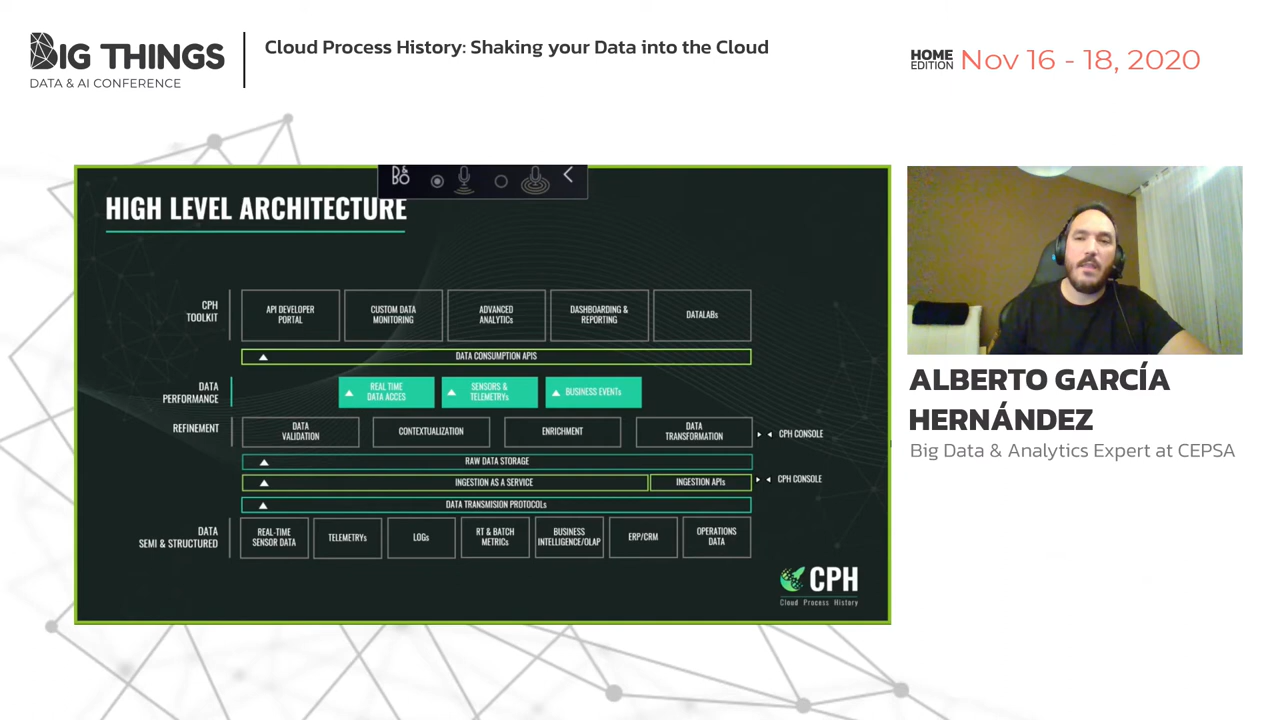 BIG THINGS
DATA & AI CONFERENCE
Cloud Process History: Shaking your Data into the Cloud
HOME
EDITION
Nov 16 - 18, 2020
B&O
HIGH LEVEL ARCHITECTURE
CPH
TOOLKIT
API DEVELOPER
PORTAL
CUSTOM DATA
MONITORING
ADVANCED
ANALYTICs
DASHBOARDING &
REPORTING
DATALABs
DATA CONSUMPTION APIS
DATA
PERFORMANCE
REAL TIME
DATA ACCES
SENSORS &
TELEMETRYs
BUSINESS EVENTs
REFINEMENT
DATA
VALIDATION
CONTEXTUALIZATION
ENRICHMENT
DATA
TRANSFORMATION
CPH CONSOLE
RAW DATA STORAGE
INGESTION AS A SERVICE
INGESTION APIs
CPH CONSOLE
DATA TRANSMISION PROTOCOLs
DATA
SEMI & STRUCTURED
REAL-TIME
SENSOR DATA
TELEMETRYs
LOGs
RT & BATCH
METRICs
BUSINESS
INTELLIGENCE/OLAP
ERP/CRM
OPERATIONS
DATA
CPH
Cloud Process History
ALBERTO GARCÍA
HERNÁNDEZ
Big Data & Analytics Expert at CEPSA